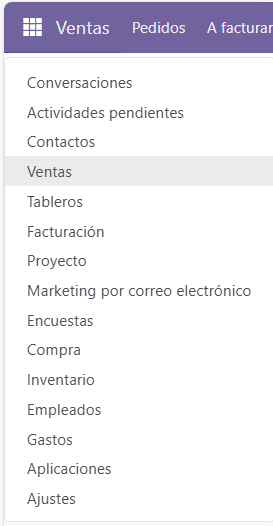 Ventas Pedidos A facturar
Conversaciones
Actividades pendientes
Contactos
Ventas
Tableros
Facturación
Proyecto
Marketing por correo electrónico
Encuestas
Compra
Inventario
Empleados
Gastos
Aplicaciones
Ajustes